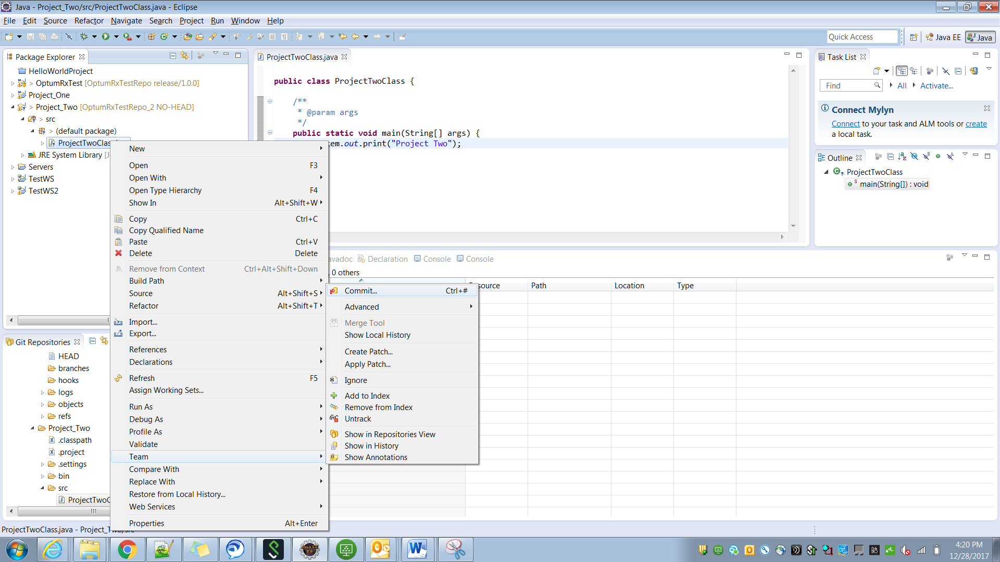 Java - Project_Two/src/ProjectTwoClass.java - Eclipse
File Edit Source Refactor Navigate Search Project Run Window Help
Quick Access
Java EE
Java
Package Explorer
HelloWorldProject
> OptumRxTest [OptumRxTestRepo release/1.0.0]
Project_One
> Project_Two [OptumRxTestRepo_2 NO-HEAD]
> src
> (default package)
ProjectTwoClas
JRE System Library [
Servers
TestWS
TestWS2
Git Repositories
HEAD
branches
hooks
logs
objects
refs
Project_Two
.classpath
.project
.settings
bin
src
ProjectTwoC
New
Open F3
Open With
Open Type Hierarchy F4
Show In Alt+Shift+W
Copy Ctrl+C
Copy Qualified Name
Paste Ctrl+V
Delete Delete
Remove from Context Ctrl+Alt+Shift+Down
Build Path
Source Alt+Shift+S
Refactor Alt+Shift+T
Import...
Export...
References
Declarations
Refresh F5
Assign Working Sets...
Run As
Debug As
Profile As
Validate
Team
Compare With
Replace With
Restore from Local History...
Web Services
Properties Alt+Enter
Commit... Ctrl+#
Advanced
Merge Tool
Show Local History
Create Patch...
Apply Patch...
Ignore
Add to Index
Remove from Index
Untrack
Show in Repositories View
Show in History
Show Annotations
ProjectTwoClass.java
public class ProjectTwoClass {
/**
* @param args
*/
public static void main(String[] args) {
tem.out.print("Project Two");
avadoc Declaration Console Console
, 0 others
source Path Location Type
Task List
Find
All
Activate...
Connect Mylyn
Connect to your task and ALM tools or create
a local task.
Outline
ProjectTwoClass
main(String[]) : void
ProjectTwoClass.java - Project_Two/src
Java EE
IDE
4:20 PM
12/28/2017